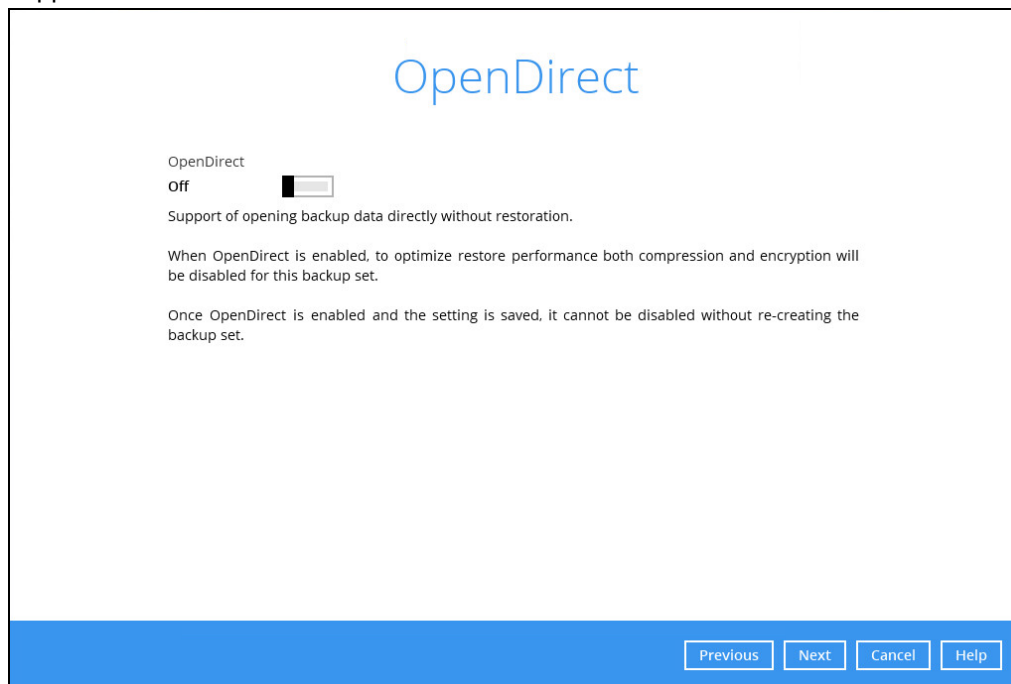 OpenDirect
OpenDirect
Off
Support of opening backup data directly without restoration.
When OpenDirect is enabled, to optimize restore performance both compression and encryption will
be disabled for this backup set.
Once OpenDirect is enabled and the setting is saved, it cannot be disabled without re-creating the
backup set.
Previous Next Cancel Help